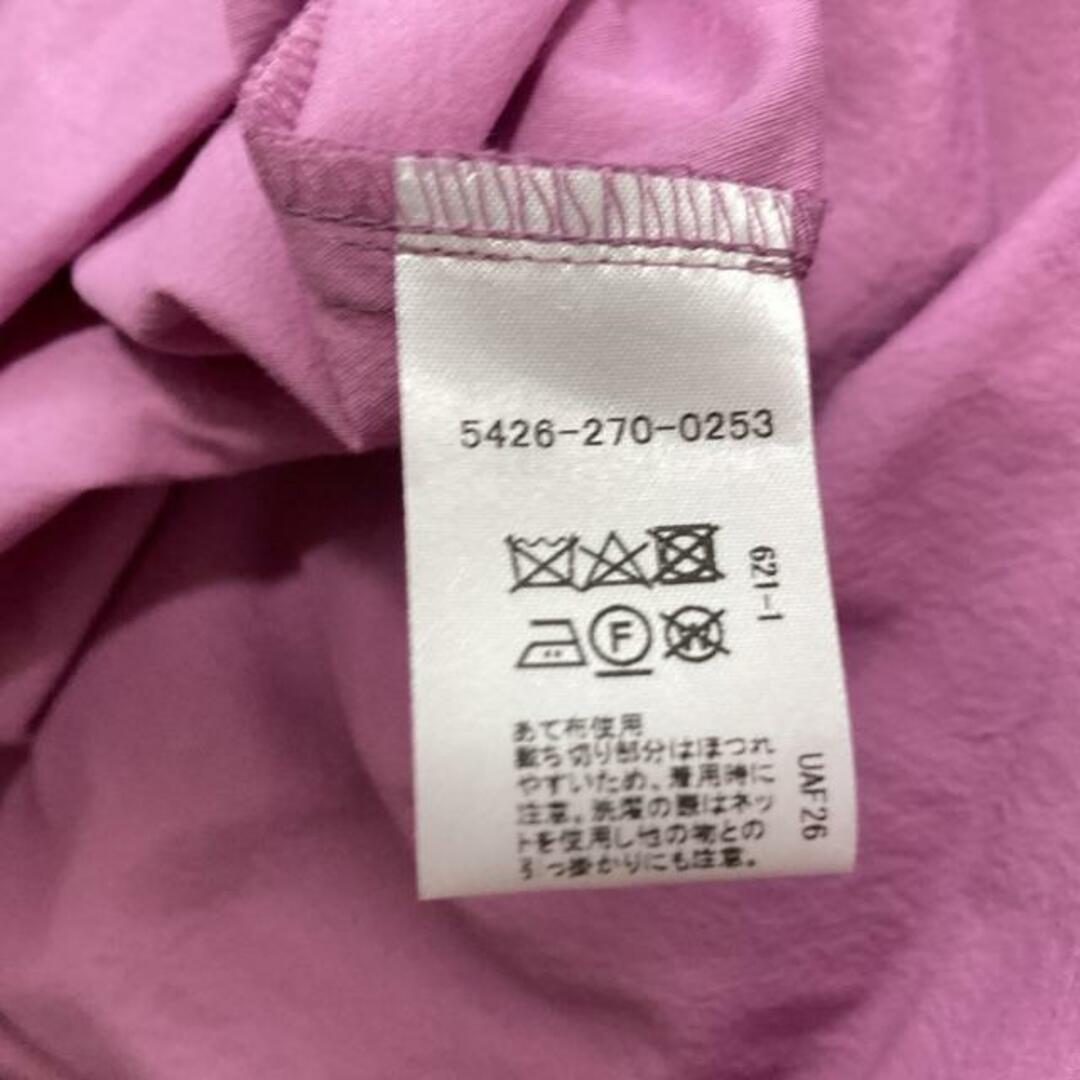 5426-270-0253
621-1
F
W
あて布使用
裁ち切り部分はほつれ
やすいため、着用時に
注意。洗濯の際はネッ
トを使用し他の物との
引っ掛かりにも注意。
UAF26